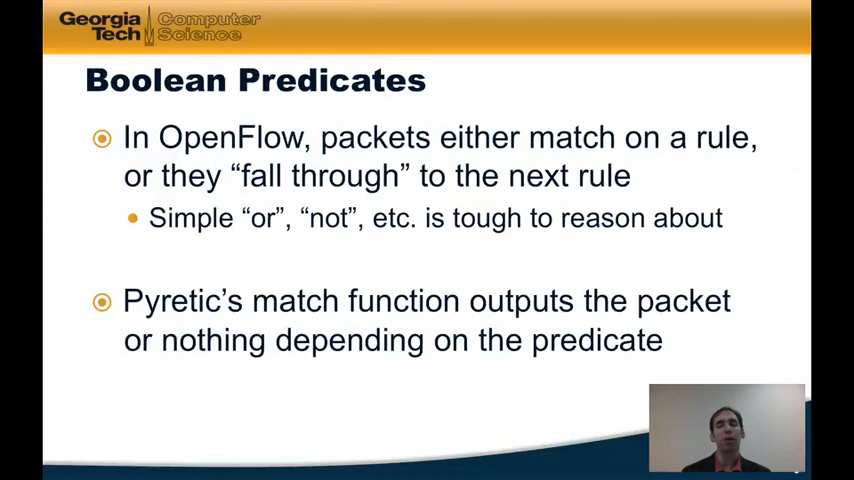 Georgia Tech Computer Science
Boolean Predicates
In OpenFlow, packets either match on a rule,
or they “fall through” to the next rule
Simple “or”, “not”, etc. is tough to reason about
Pyretic’s match function outputs the packet
or nothing depending on the predicate